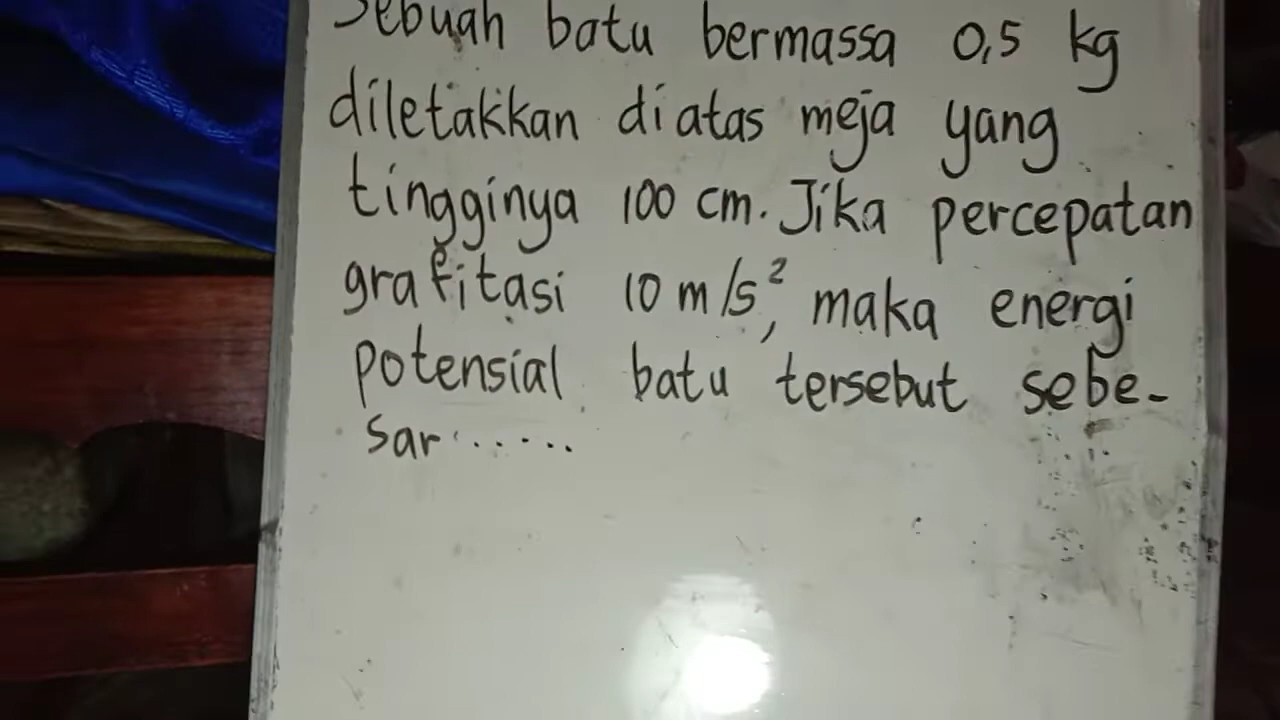 Sebuah batu bermassa 0,5 kg
diletakkan diatas meja yang
tingginya 100 cm. Jika percepatan
grafitasi 10 m/s², maka energi
potensial batu tersebut sebe-
sar ......